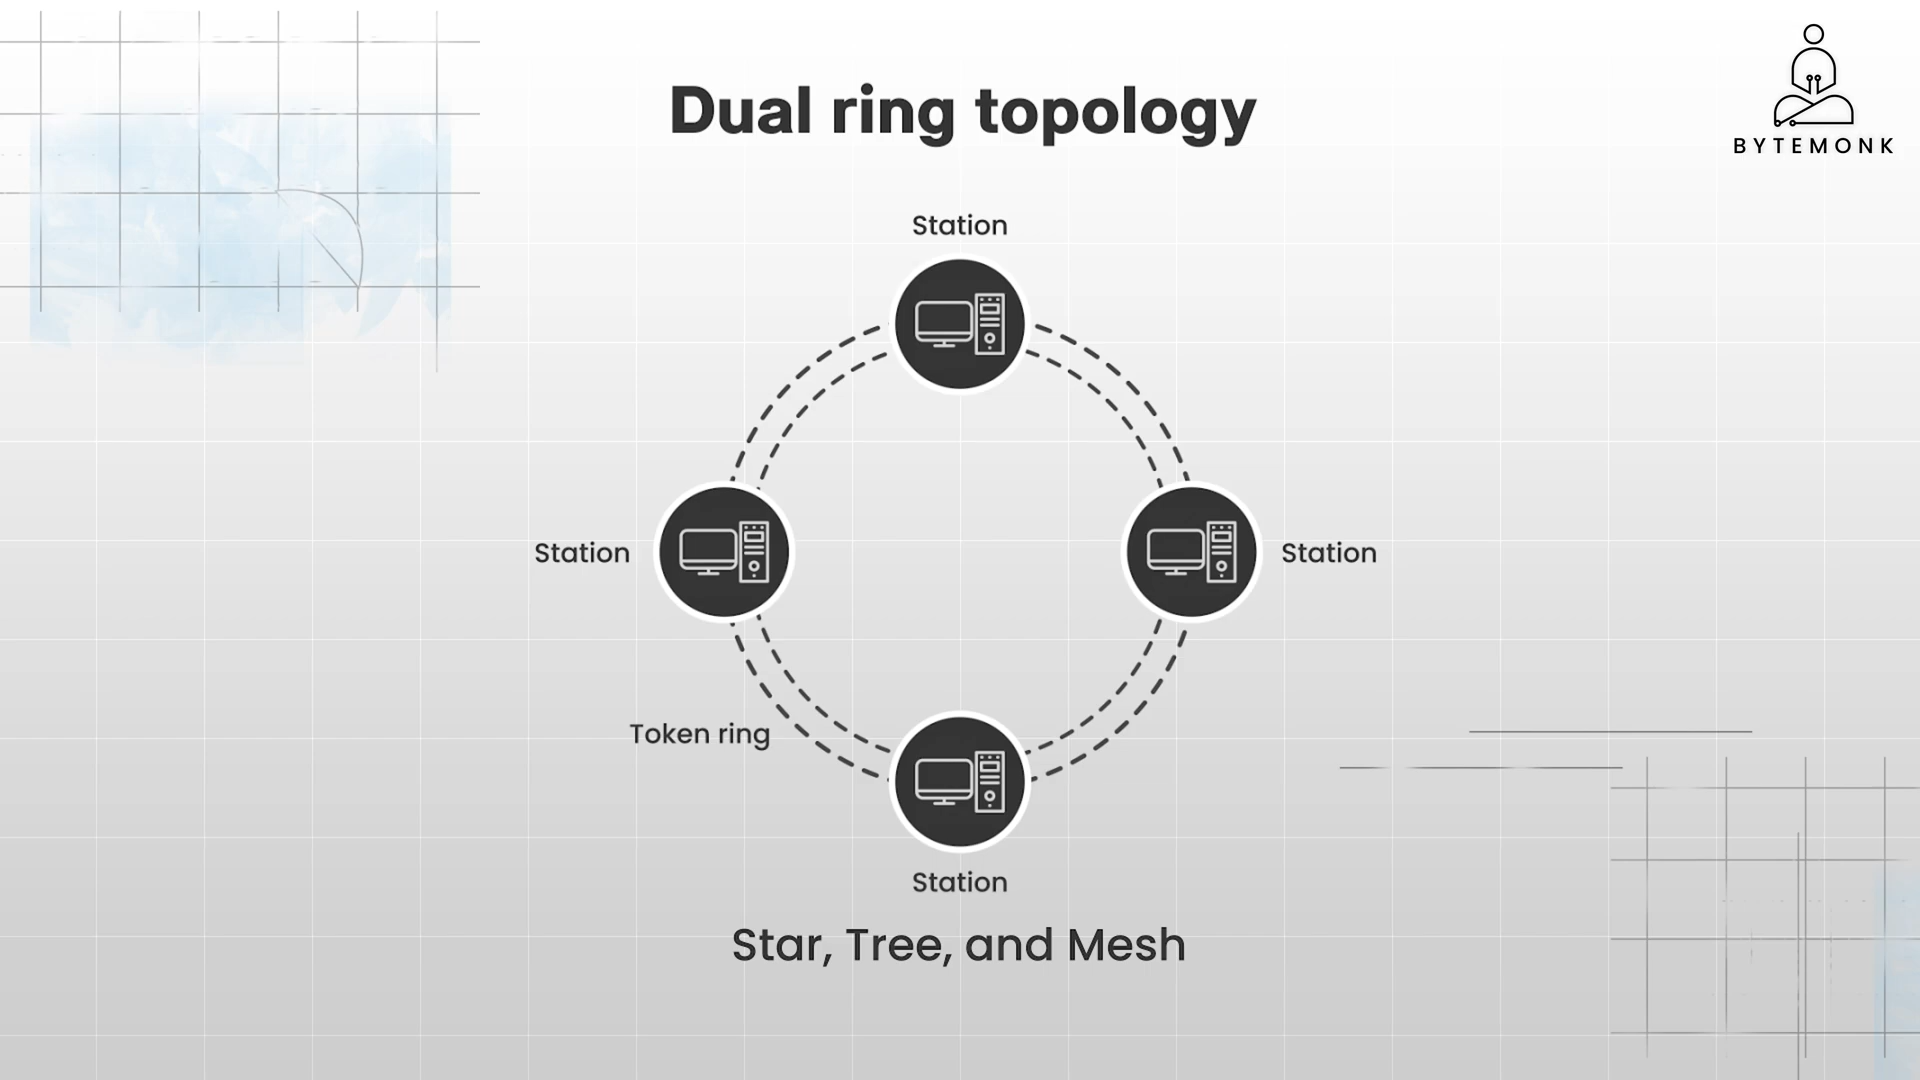 Dual ring topology
BYTEMONK
Station
Station
Station
Token ring
Station
Star, Tree, and Mesh